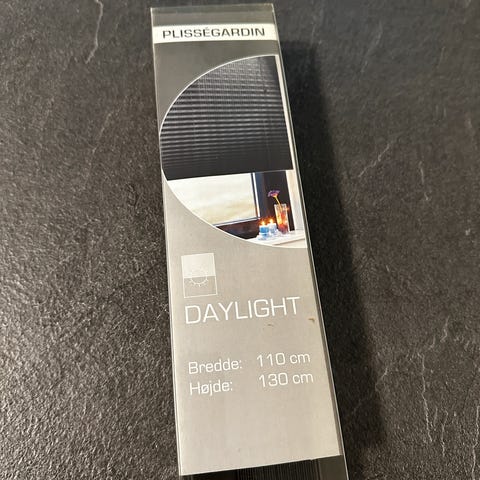 PLISSÉGARDIN
DAYLIGHT
Bredde: 110 cm
Højde: 130 cm